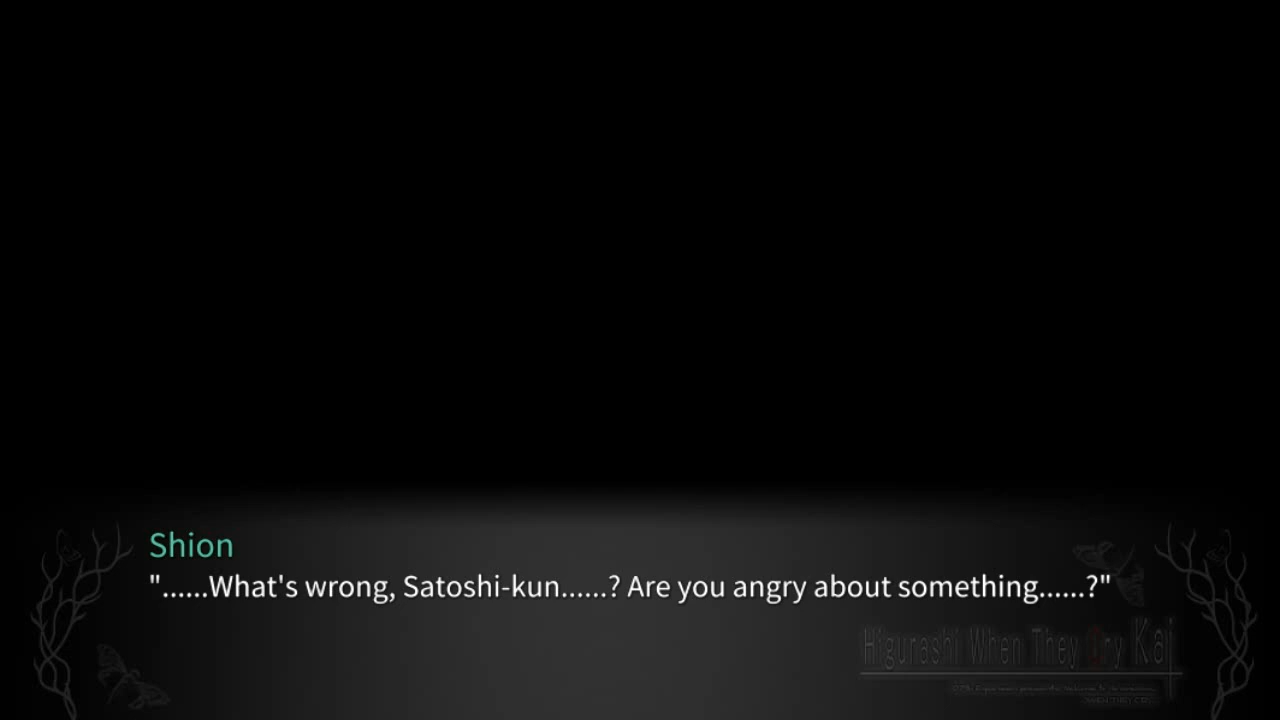 Shion
"......What's wrong, Satoshi-kun......? Are you angry about something......?"
Higurashi When They Cry Kai